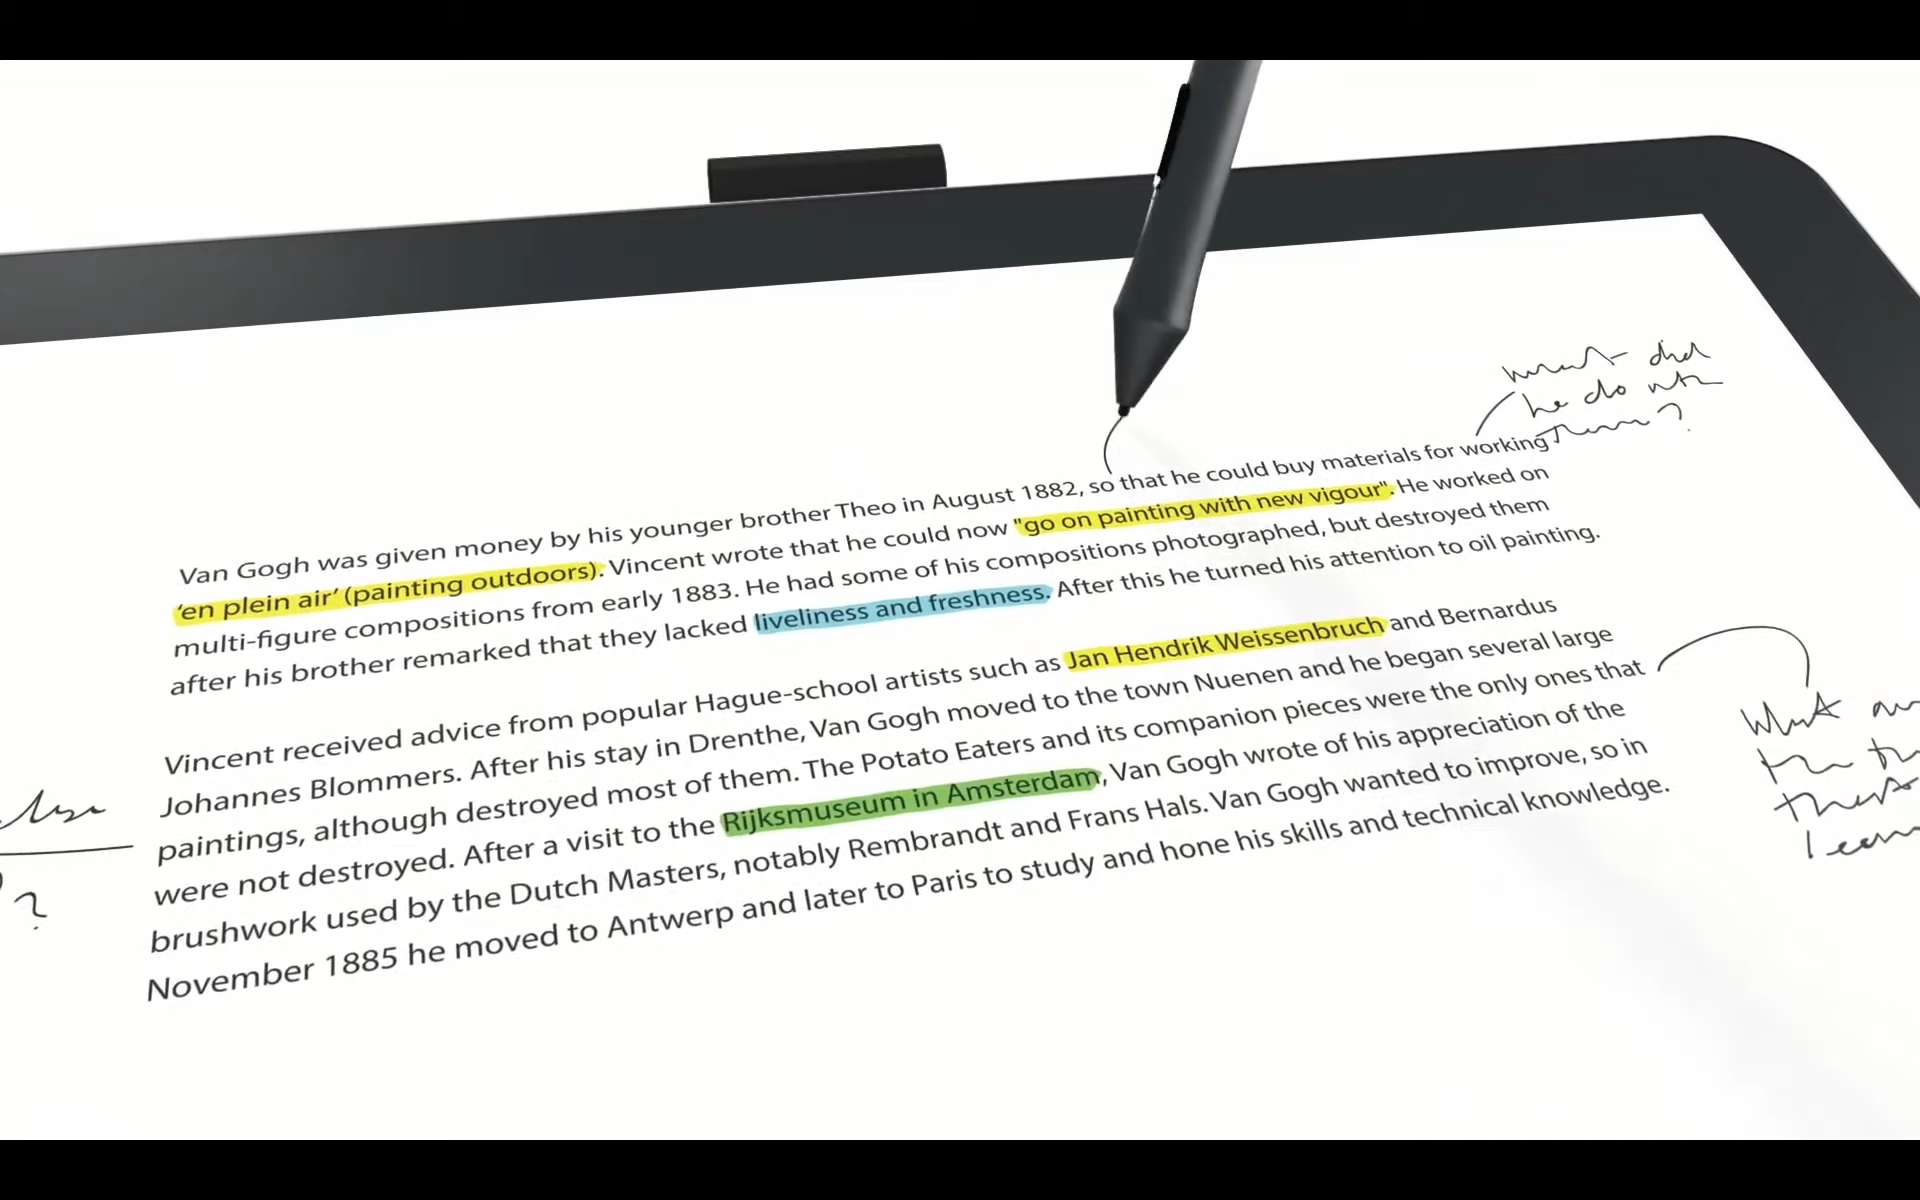 what did
he do with
them?
Van Gogh was given money by his younger brother Theo in August 1882, so that he could buy materials for working
'en plein air' (painting outdoors). Vincent wrote that he could now "go on painting with new vigour". He worked on
multi-figure compositions from early 1883. He had some of his compositions photographed, but destroyed them
after his brother remarked that they lacked liveliness and freshness. After this he turned his attention to oil painting.
Vincent received advice from popular Hague-school artists such as Jan Hendrik Weissenbruch and Bernardus
Johannes Blommers. After his stay in Drenthe, Van Gogh moved to the town Nuenen and he began several large
paintings, although destroyed most of them. The Potato Eaters and its companion pieces were the only ones that
were not destroyed. After a visit to the Rijksmuseum in Amsterdam, Van Gogh wrote of his appreciation of the
brushwork used by the Dutch Masters, notably Rembrandt and Frans Hals. Van Gogh wanted to improve, so in
November 1885 he moved to Antwerp and later to Paris to study and hone his skills and technical knowledge.
What
?